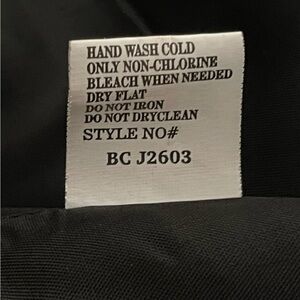 HAND WASH COLD
ONLY NON-CHLORINE
BLEACH WHEN NEEDED
DRY FLAT
DO NOT IRON
DO NOT DRYCLEAN
STYLE NO#
BC J2603